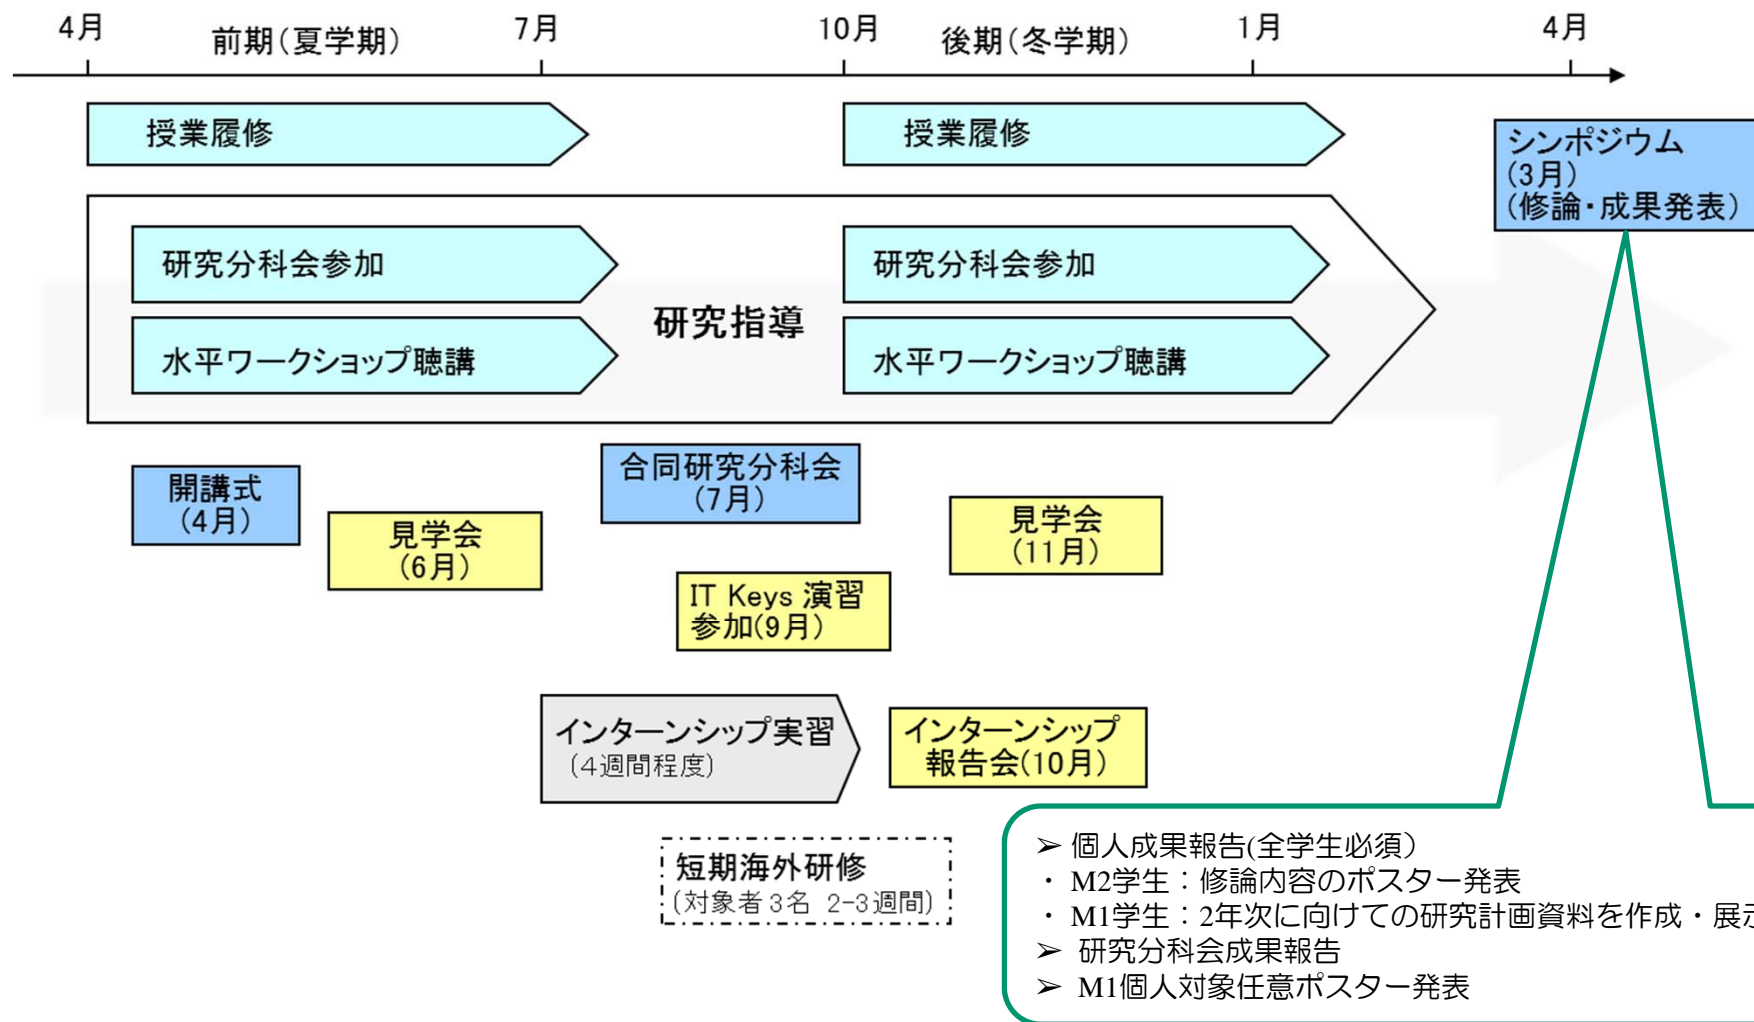 4月
前期(夏学期)
7月
10月
後期(冬学期)
1月
4月
授業履修
授業履修
シンポジウム
(3月)
(修論・成果発表)
研究分科会参加
研究分科会参加
研究指導
水平ワークショップ聴講
水平ワークショップ聴講
開講式
(4月)
見学会
(6月)
合同研究分科会
(7月)
見学会
(11月)
IT Keys 演習
参加(9月)
インターンシップ実習
(4週間程度)
インターンシップ
報告会(10月)
短期海外研修
(対象者3名 2-3週間)
➢ 個人成果報告(全学生必須)
・ M2学生：修論内容のポスター発表
・ M1学生：2年次に向けての研究計画資料を作成・展示
➢ 研究分科会成果報告
➢ M1個人対象任意ポスター発表